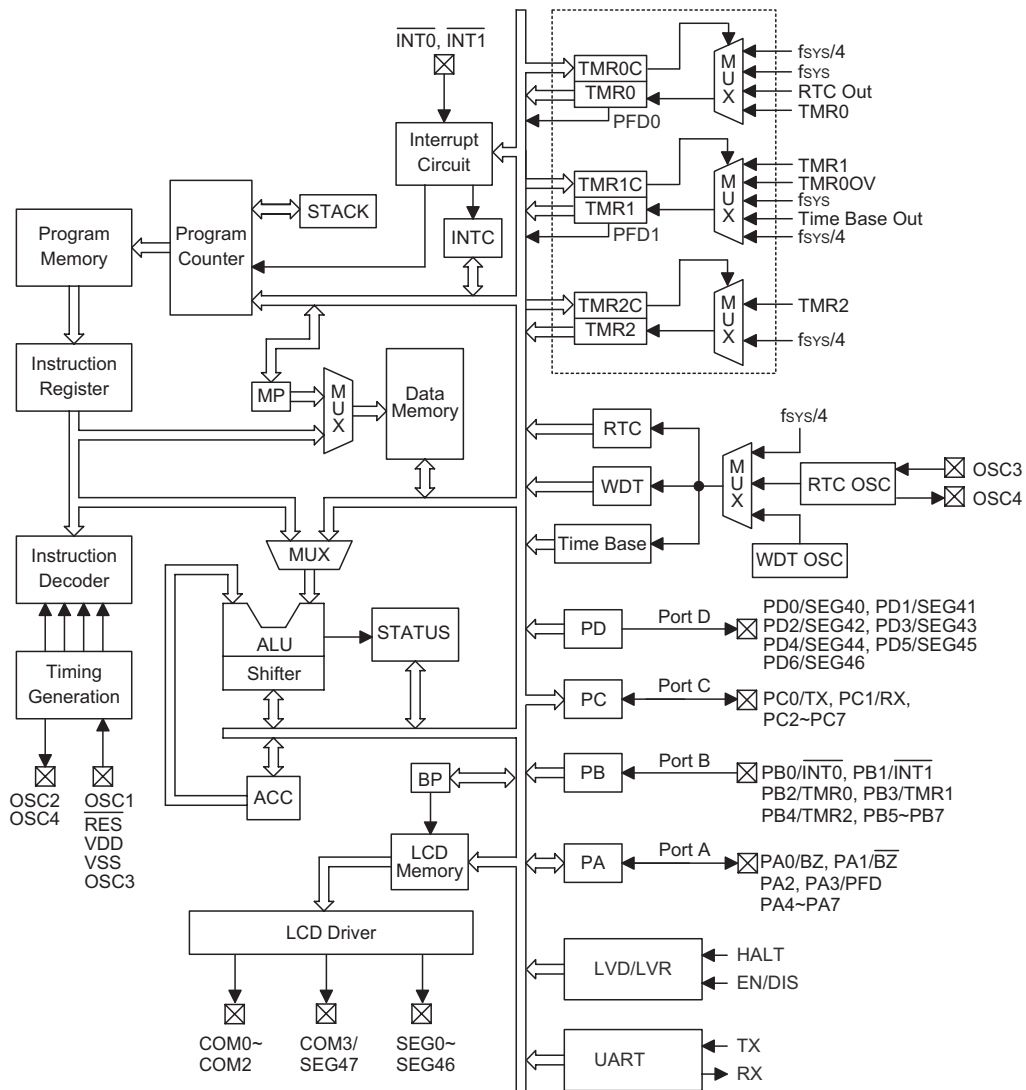 INT0, INT1
Interrupt
Circuit
INTC
STACK
Program
Counter
Program
Memory
Instruction
Register
MP
MUX
Data
Memory
MUX
Instruction
Decoder
ALU
Shifter
STATUS
Timing
Generation
OSC2
OSC4
OSC1
RES
VDD
VSS
OSC3
ACC
BP
LCD
Memory
LCD Driver
COM0~
COM2
COM3/
SEG47
SEG0~
SEG46
TMR0C
TMR0
PFD0
MUX
fSYS/4
fSYS
RTC Out
TMR0
TMR1C
TMR1
PFD1
MUX
TMR1
TMR0OV
fSYS
Time Base Out
fSYS/4
TMR2C
TMR2
MUX
TMR2
fSYS/4
RTC
WDT
Time Base
MUX
fSYS/4
RTC OSC
OSC3
OSC4
WDT OSC
PD
Port D
PD0/SEG40, PD1/SEG41
PD2/SEG42, PD3/SEG43
PD4/SEG44, PD5/SEG45
PD6/SEG46
PC
Port C
PC0/TX, PC1/RX,
PC2~PC7
PB
Port B
PB0/INT0, PB1/INT1
PB2/TMR0, PB3/TMR1
PB4/TMR2, PB5~PB7
PA
Port A
PA0/BZ, PA1/BZ
PA2, PA3/PFD
PA4~PA7
LVD/LVR
HALT
EN/DIS
UART
TX
RX